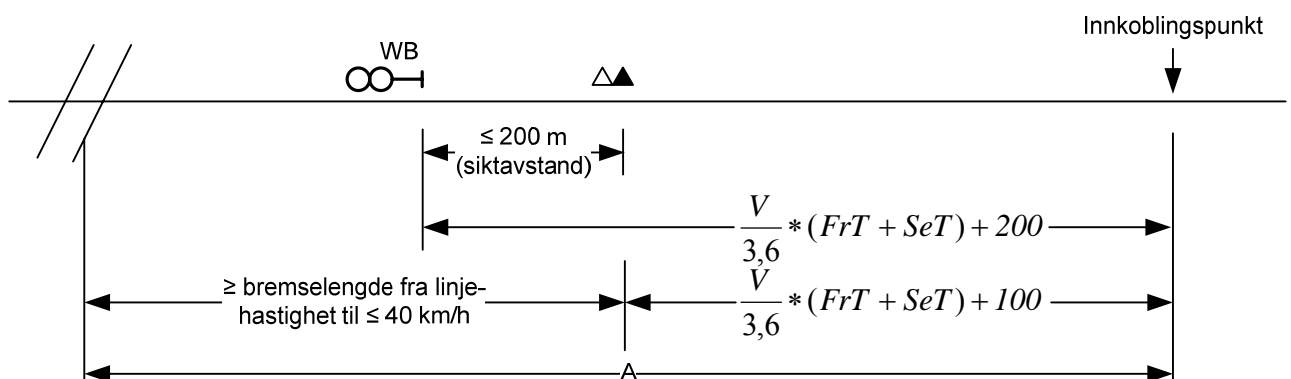 Innkoblingspunkt
WB
≤ 200 m
(siktavstand)
V/3,6 * (FrT + SeT) + 200
≥ bremselengde fra linje-
hastighet til ≤ 40 km/h
V/3,6 * (FrT + SeT) + 100
A